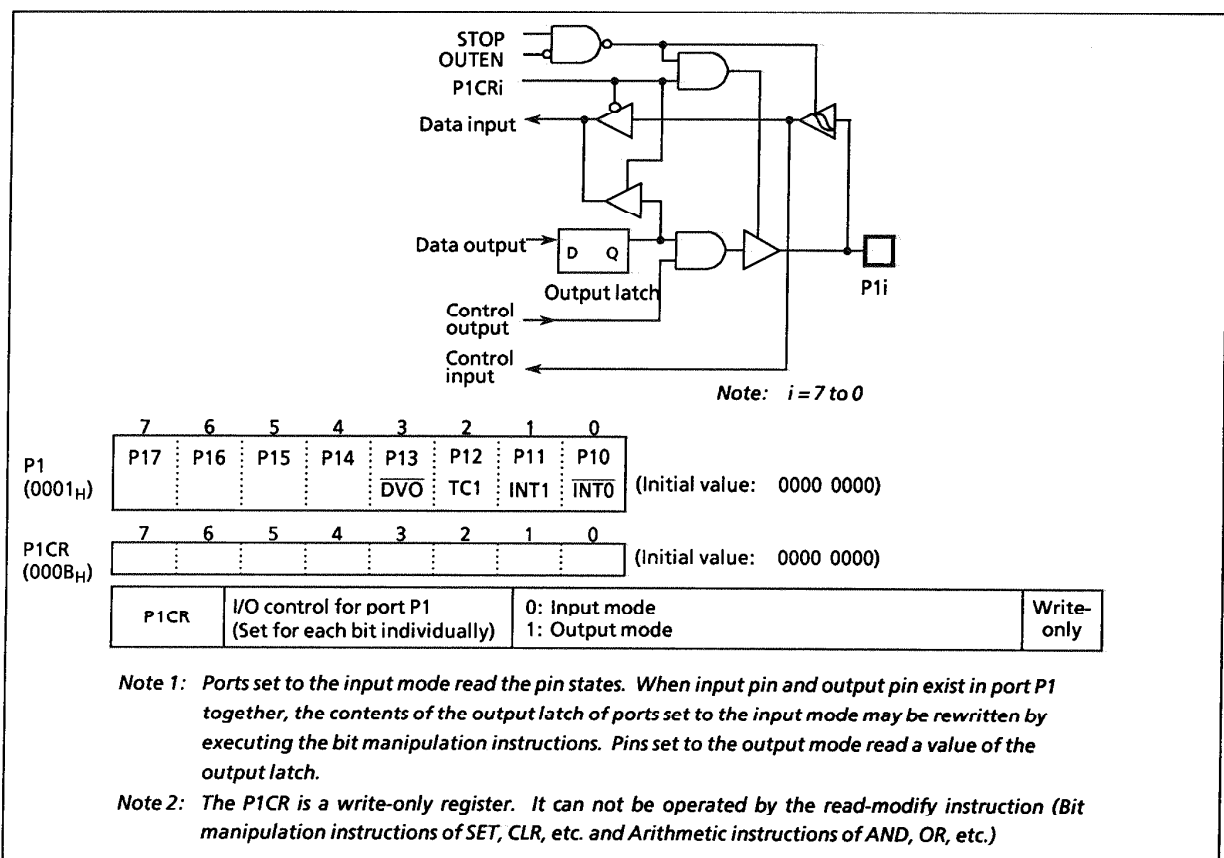 STOP
OUTEN
P1CRi
Data input
Data output
D Q
Output latch
P1i
Control
output
Control
input
Note: i = 7 to 0
7 6 5 4 3 2 1 0
P1
(0001H)
P17 P16 P15 P14 P13 P12 P11 P10
DVO TC1 INT1 INT0
(Initial value: 0000 0000)
7 6 5 4 3 2 1 0
P1CR
(000BH)
(Initial value: 0000 0000)
P1CR
I/O control for port P1
(Set for each bit individually)
0: Input mode
1: Output mode
Write-
only
Note 1: Ports set to the input mode read the pin states. When input pin and output pin exist in port P1
together, the contents of the output latch of ports set to the input mode may be rewritten by
executing the bit manipulation instructions. Pins set to the output mode read a value of the
output latch.
Note 2: The P1CR is a write-only register. It can not be operated by the read-modify instruction (Bit
manipulation instructions of SET, CLR, etc. and Arithmetic instructions of AND, OR, etc.)